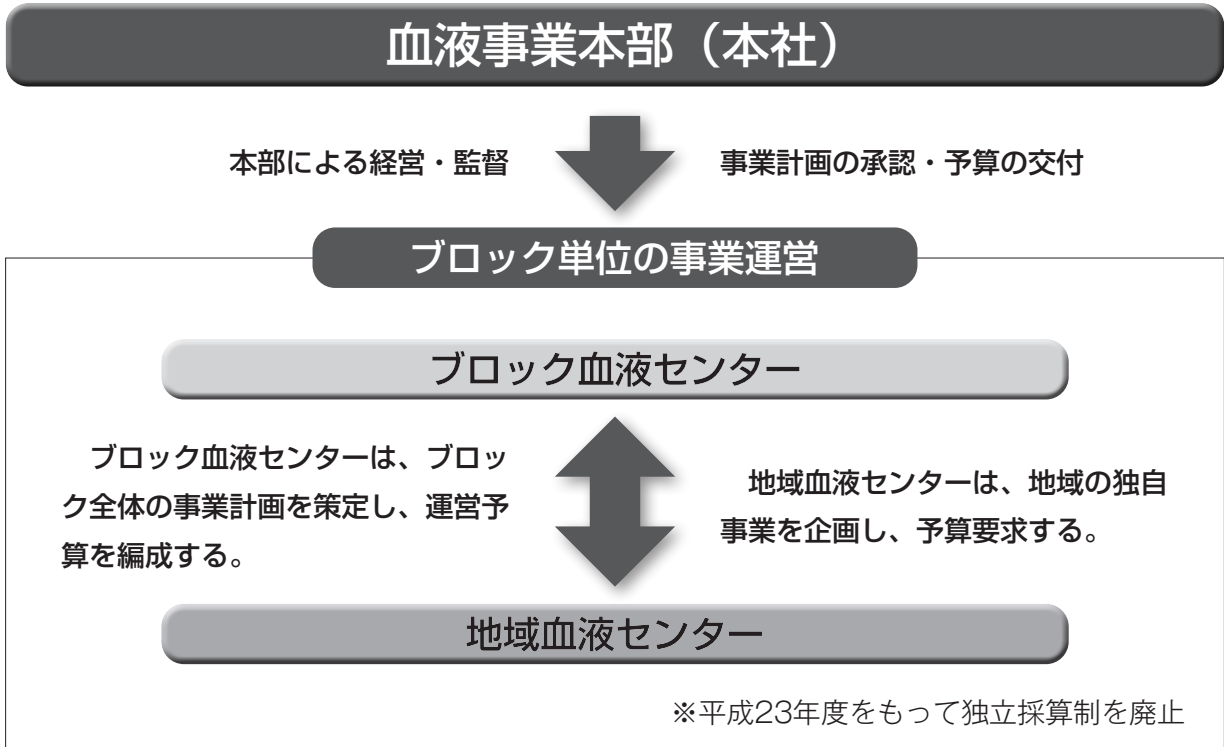 血液事業本部（本社）
本部による経営・監督
事業計画の承認・予算の交付
ブロック単位の事業運営
ブロック血液センター
ブロック血液センターは、ブロッ
ク全体の事業計画を策定し、運営予
算を編成する。
地域血液センターは、地域の独自
事業を企画し、予算要求する。
地域血液センター
※平成23年度をもって独立採算制を廃止